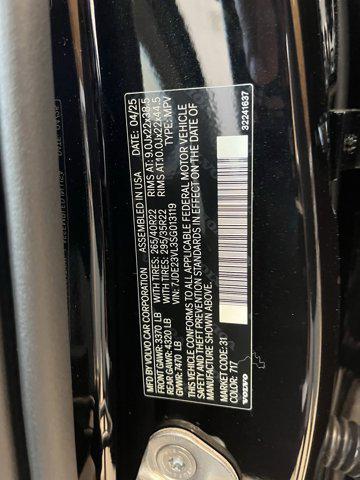 MFD BY VOLVO CAR CORPORATION ASSEMBLED IN USA DATE: 04/25
FRONT GAWR: 3370 LB WITH TIRES: 265/40R22 RIMS AT: 9.0Jx22x38.5
REAR GAWR: 4320 LB WITH TIRES: 295/35R22 RIMS AT: 10.0Jx22x44.5
GVWR: 7470 LB VIN: 7JDE23VL3SG013119 TYPE: M.P.V
THIS VEHICLE CONFORMS TO ALL APPLICABLE FEDERAL MOTOR VEHICLE
SAFETY AND THEFT PREVENTION STANDARDS IN EFFECT ON THE DATE OF
MANUFACTURE SHOWN ABOVE.
MARKET CODE: 31
COLOR: 717
VOLVO
32241637